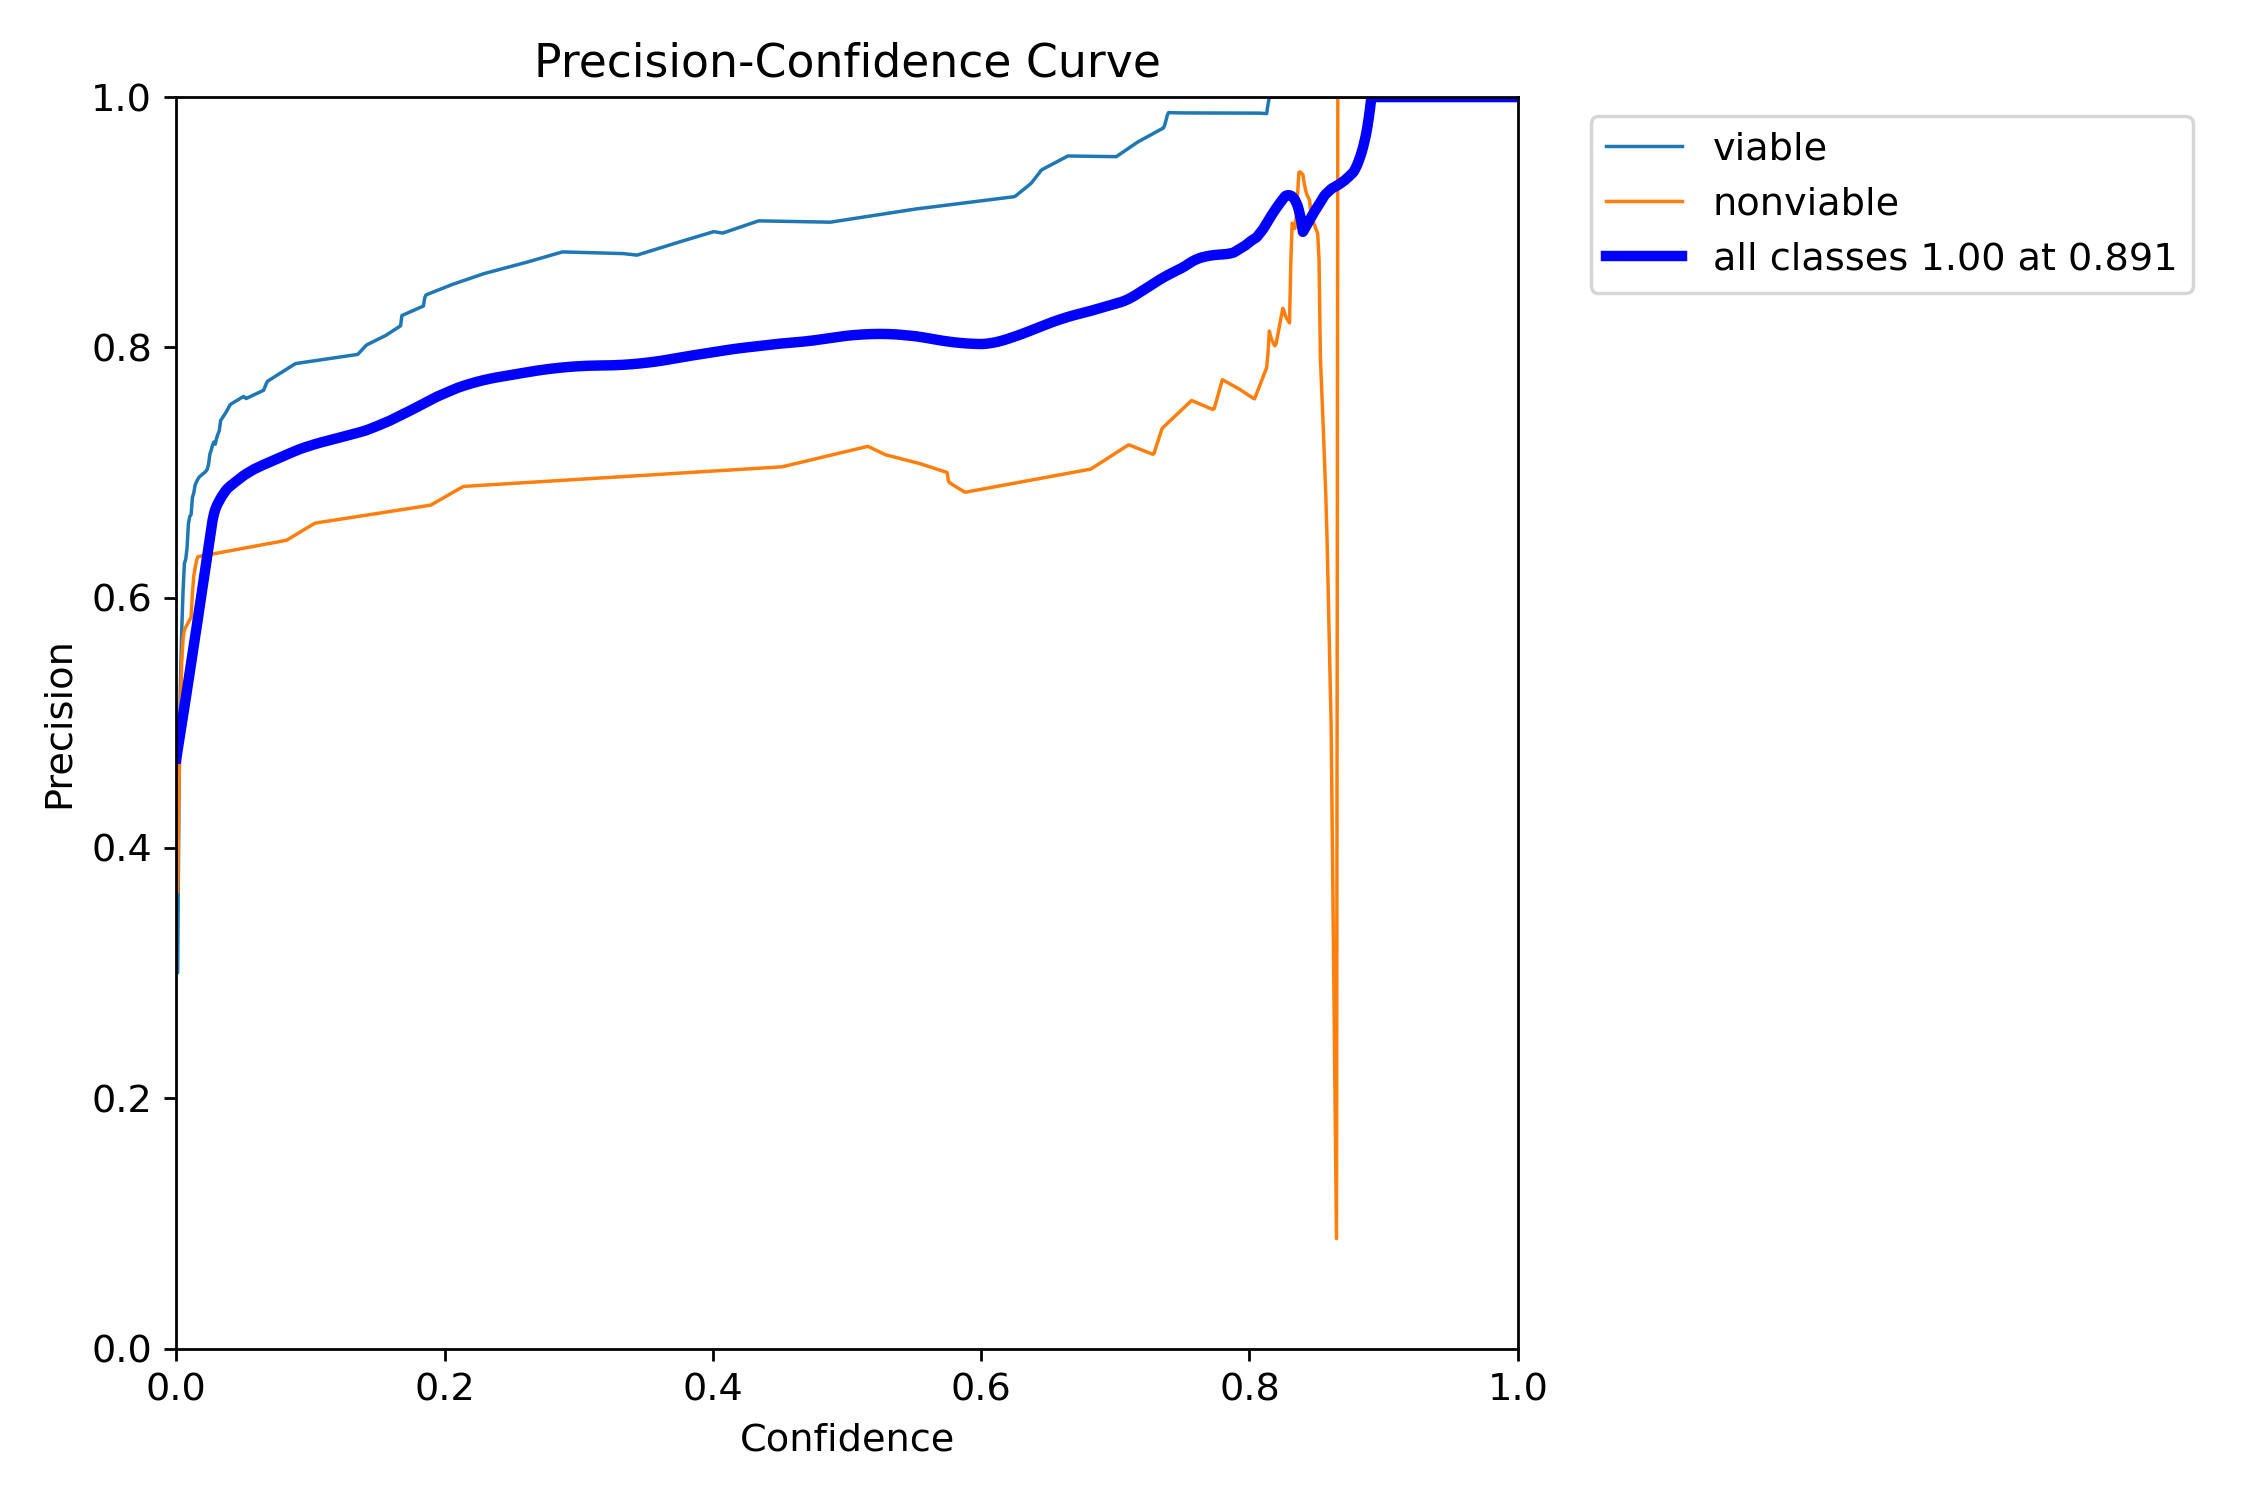 Precision-Confidence Curve
1.0
0.8
0.6
0.4
0.2
0.0
Precision
0.0 0.2 0.4 0.6 0.8 1.0
Confidence
viable
nonviable
all classes 1.00 at 0.891